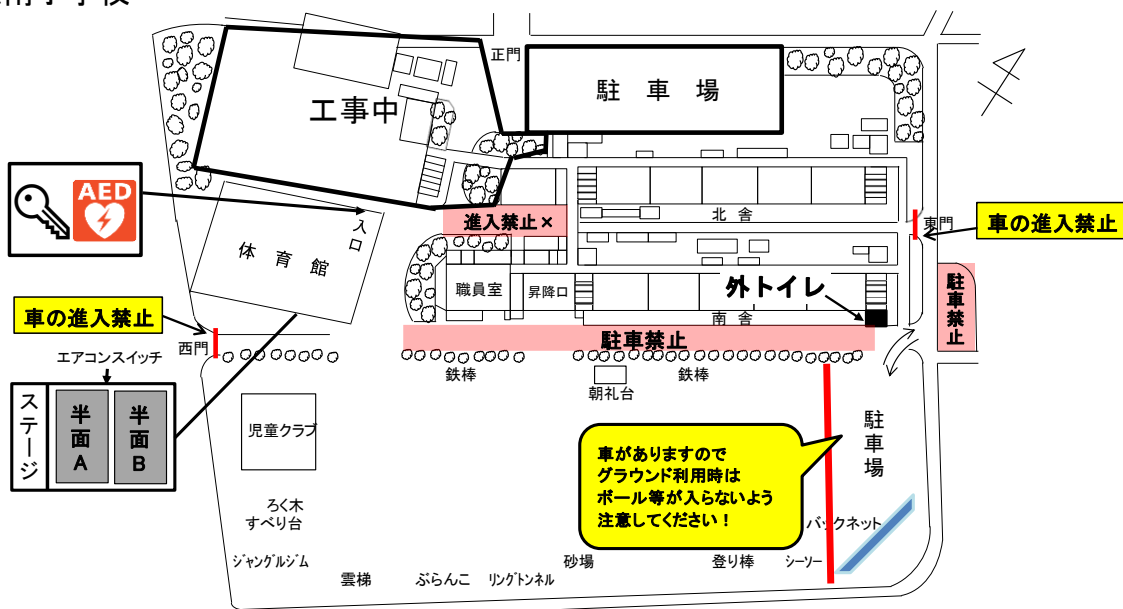 正門
駐車場
工事中
AED
入口
体育館
進入禁止×
北舎
東門
車の進入禁止
職員室
昇降口
外トイレ
駐車禁止
南舎
駐車禁止
車の進入禁止
西門
エアコンスイッチ
鉄棒
鉄棒
朝礼台
ステージ
半面A
半面B
児童クラブ
駐車場
車がありますので
グラウンド利用時は
ボール等が入らないよう
注意してください！
ろく木
すべり台
バックネット
ジャングルジム
雲梯
ぶらんこ
リングトンネル
砂場
登り棒
シーソー